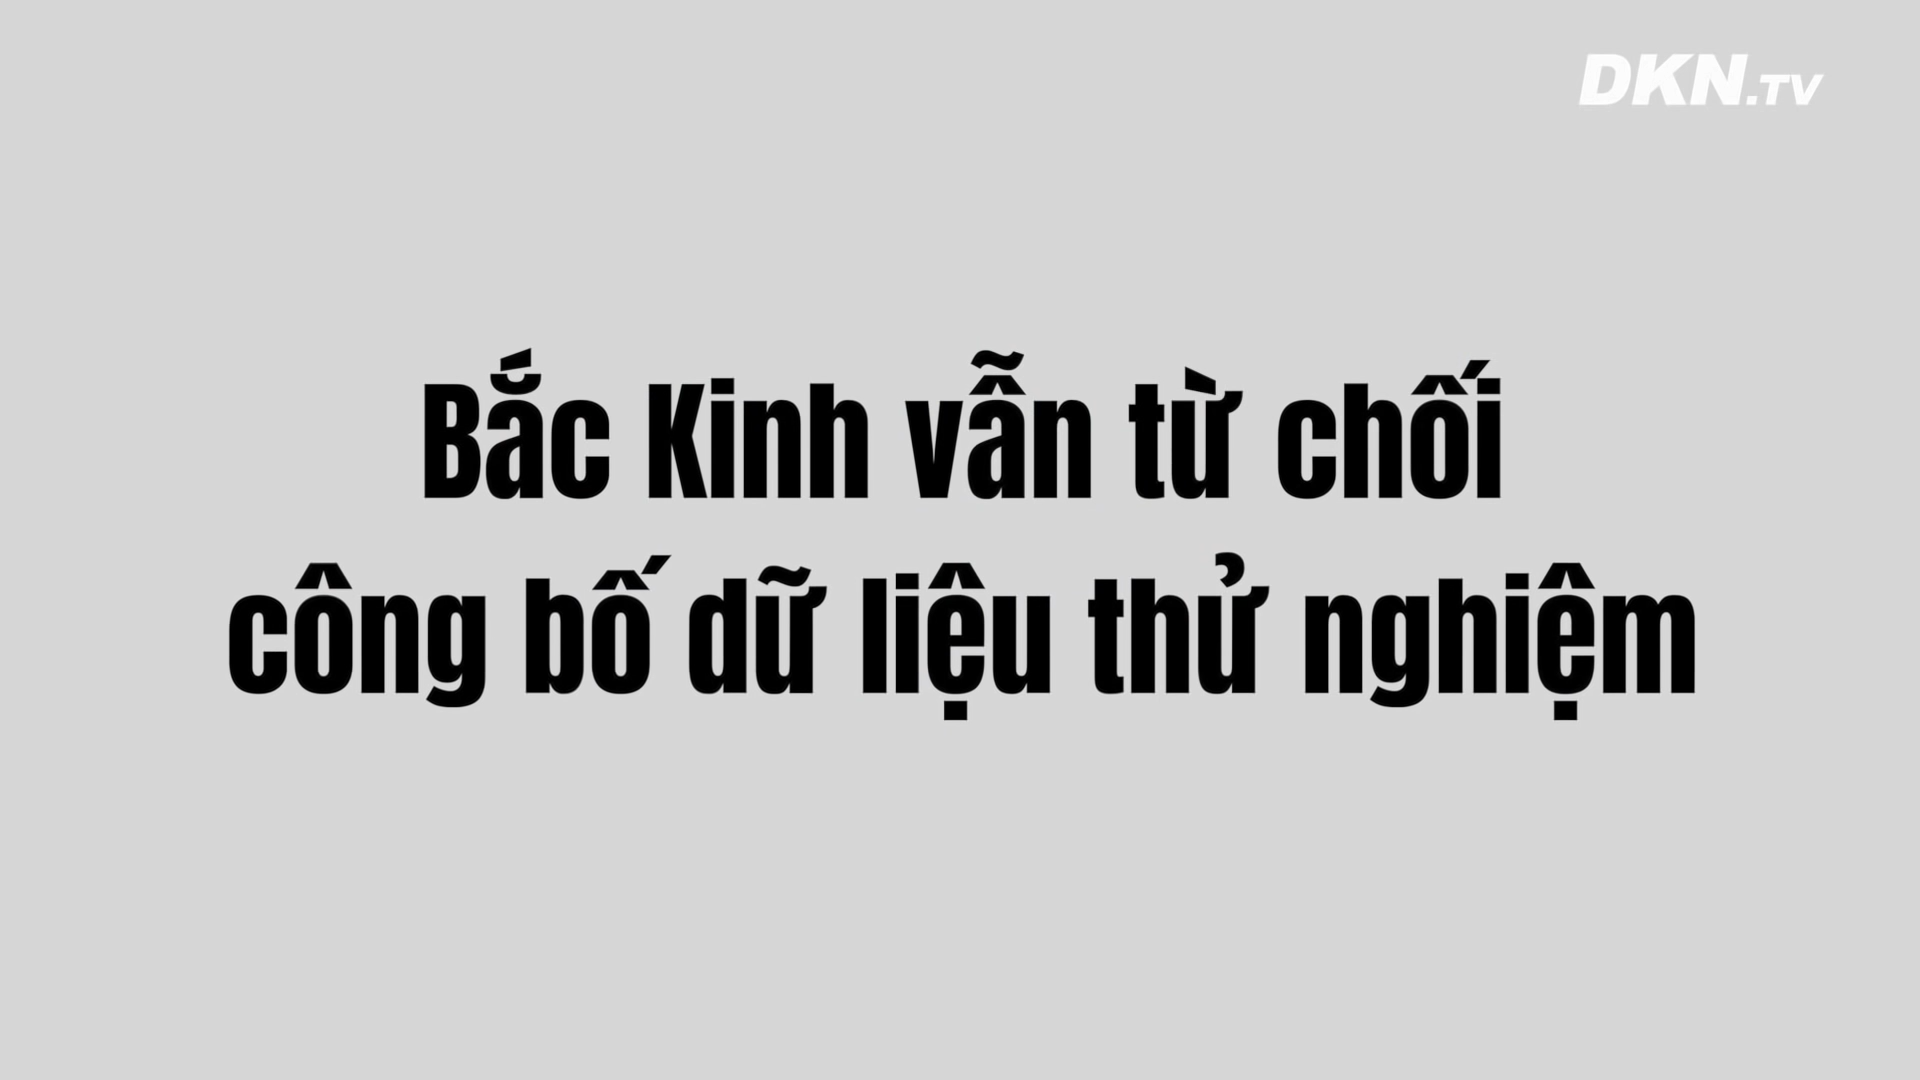 DKN.TV
Bắc Kinh vẫn từ chối
công bố dữ liệu thử nghiệm